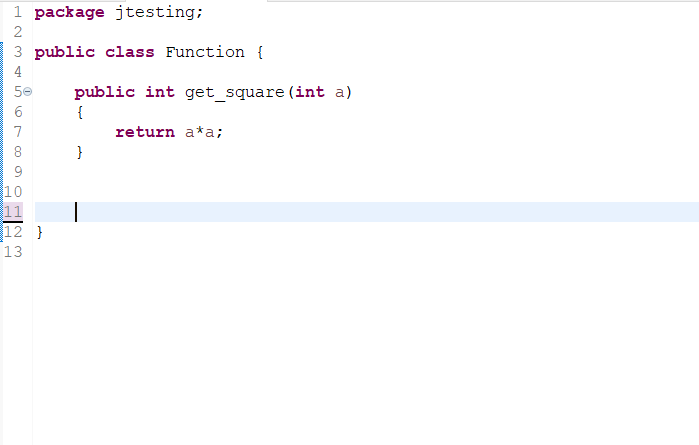 1 package jtesting;
2
3 public class Function {
4
5 public int get_square(int a)
6 {
7 return a*a;
8 }
9
10
11
12 }
13